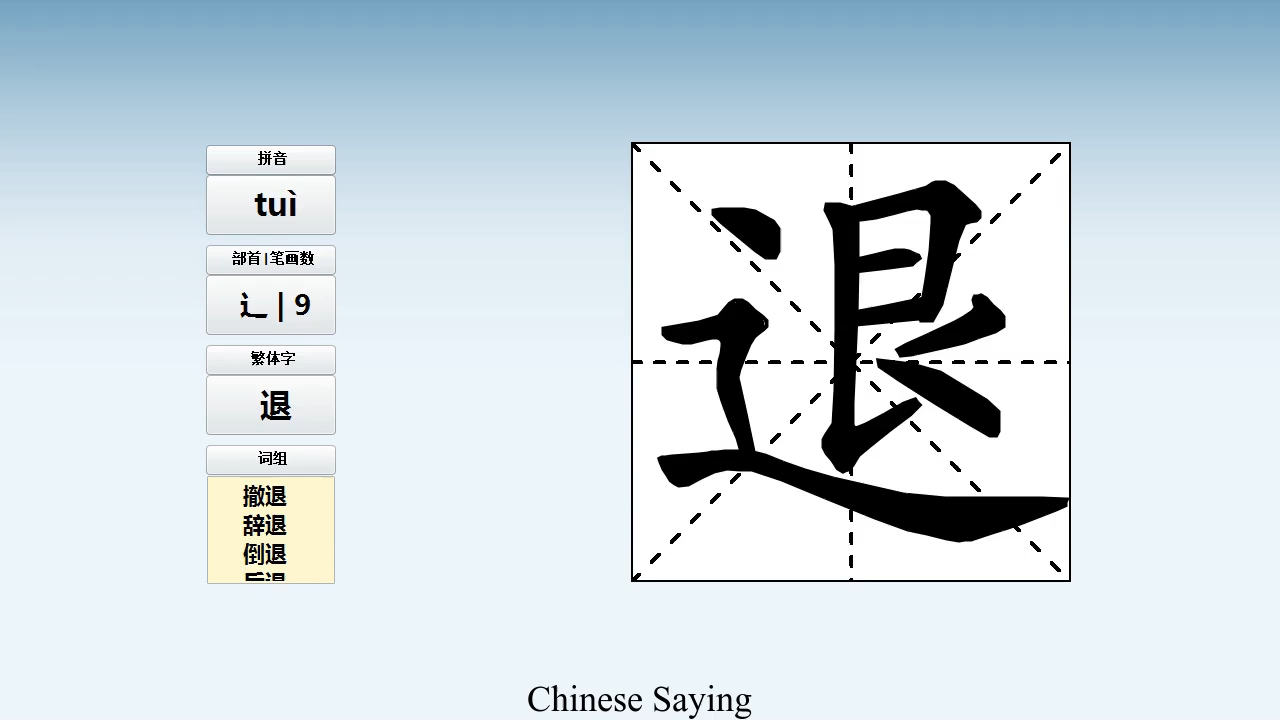 拼音
tuì
部首|笔画数
辶 | 9
繁体字
退
词组
撤退
辞退
倒退
退
Chinese Saying